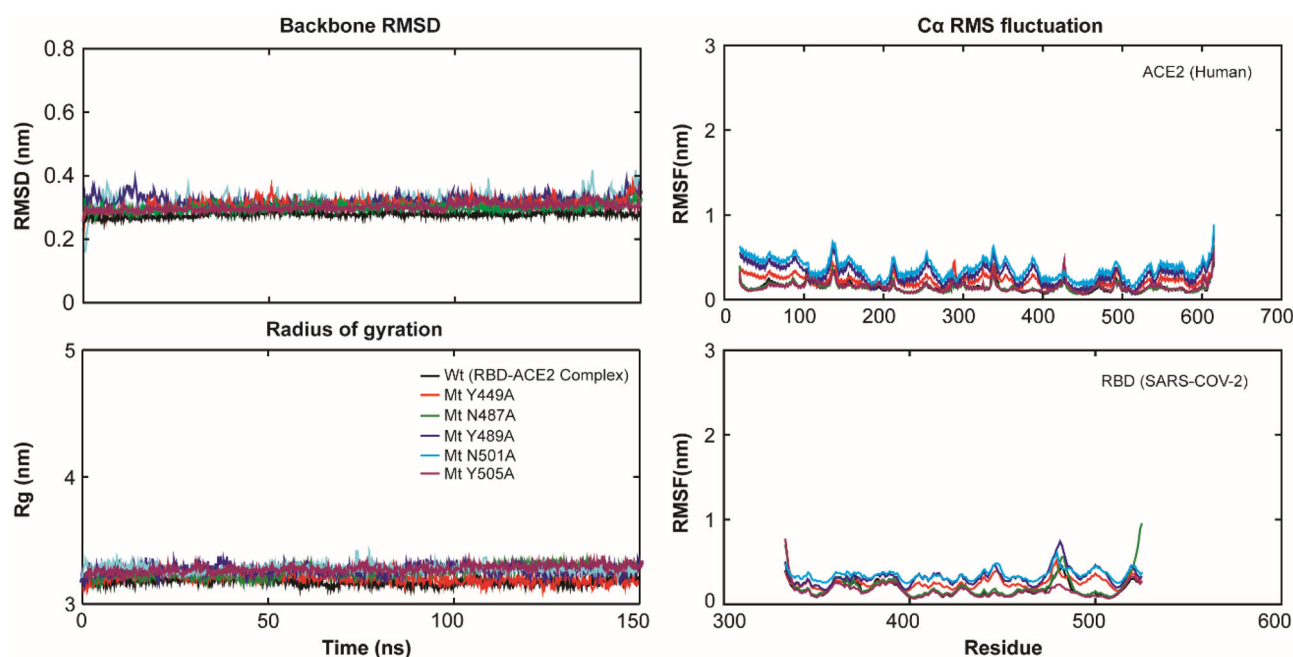 Backbone RMSD
0.8
0.6
0.4
0.2
0
RMSD (nm)
Cα RMS fluctuation
ACE2 (Human)
3
2
1
0
RMSF(nm)
0 100 200 300 400 500 600 700
Radius of gyration
5
4
3
Rg (nm)
Wt (RBD-ACE2 Complex)
Mt Y449A
Mt N487A
Mt Y489A
Mt N501A
Mt Y505A
0 50 100 150
Time (ns)
RBD (SARS-COV-2)
3
2
1
0
RMSF(nm)
300 400 500 600
Residue